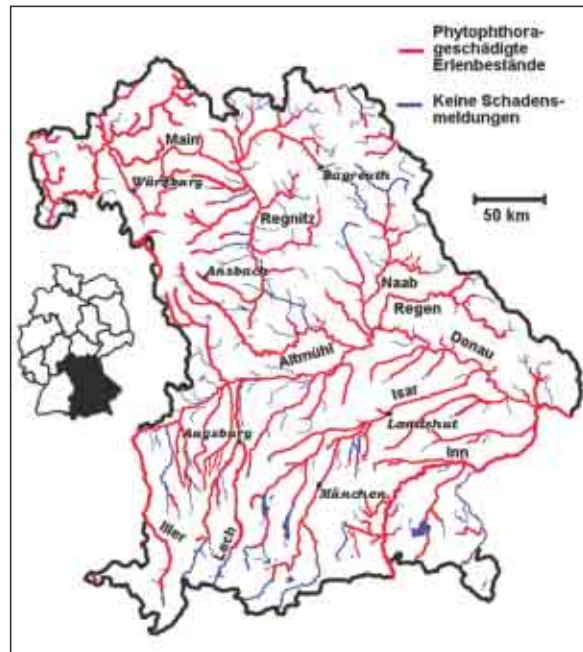 Phytophthora-
geschädigte
Erlenbestände
Keine Schadens-
meldungen
Main
Würzburg
Bayreuth
50 km
Regnitz
Ansbach
Naab
Regen
Altmühl
Donau
Isar
Augsburg
Landshut
Inn
München
Iller
Lech